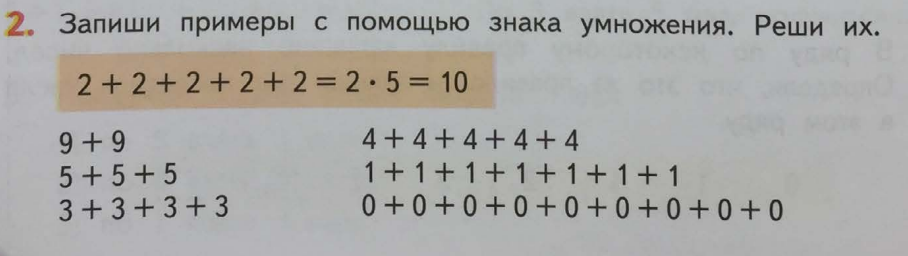 2. Запиши примеры с помощью знака умножения. Реши их.
2 + 2 + 2 + 2 + 2 = 2 · 5 = 10
9 + 9
5 + 5 + 5
3 + 3 + 3 + 3
4 + 4 + 4 + 4 + 4
1 + 1 + 1 + 1 + 1 + 1 + 1
0 + 0 + 0 + 0 + 0 + 0 + 0 + 0 + 0